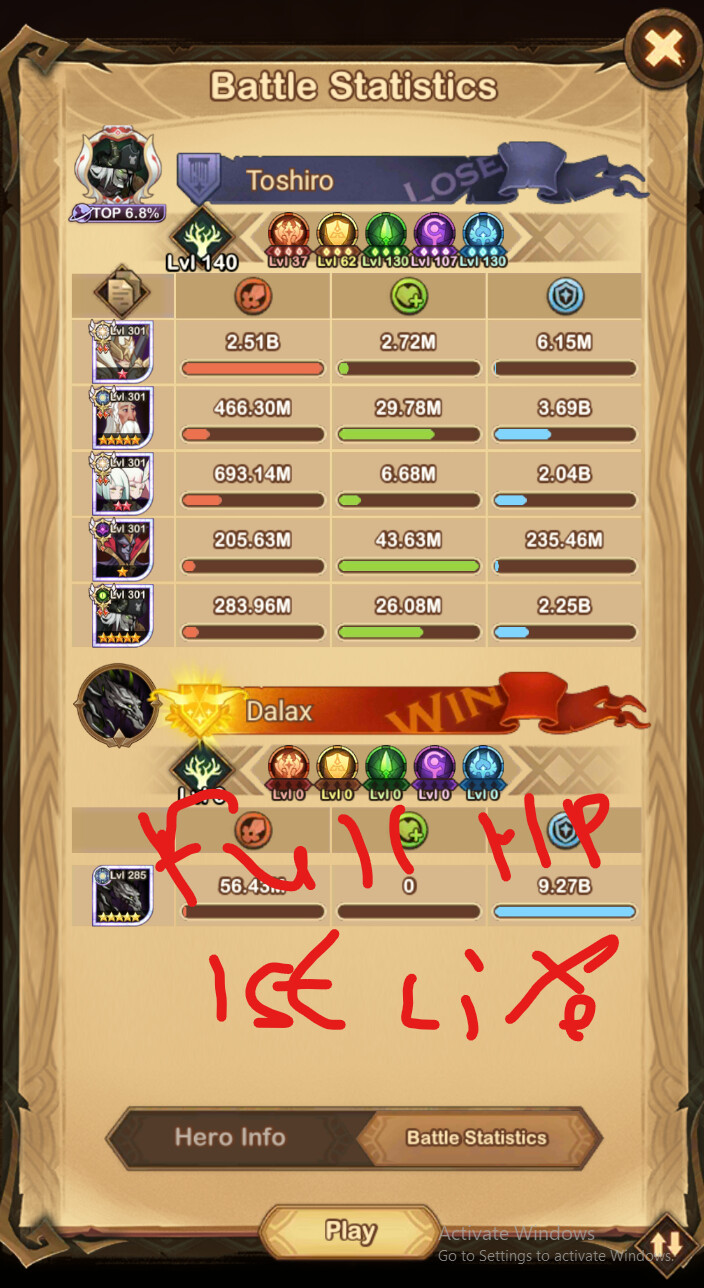 Battle Statistics
Toshiro
LOSE
TOP 6.8%
Lvl 140
Lvl 37 Lvl 62 Lvl 130 Lvl 107 Lvl 130
Lvl 301
2.51B 2.72M 6.15M
Lvl 301
466.30M 29.78M 3.69B
Lvl 301
693.14M 6.68M 2.04B
Lvl 301
205.63M 43.63M 235.46M
Lvl 301
283.96M 26.08M 2.25B
Dalax
WIN
Lvl 0 Lvl 0 Lvl 0 Lvl 0 Lvl 0
Full HP
Lvl 285
56.43M 0 9.27B
1st Life
Hero Info Battle Statistics
Play
Activate Windows
Go to Settings to activate Windows.